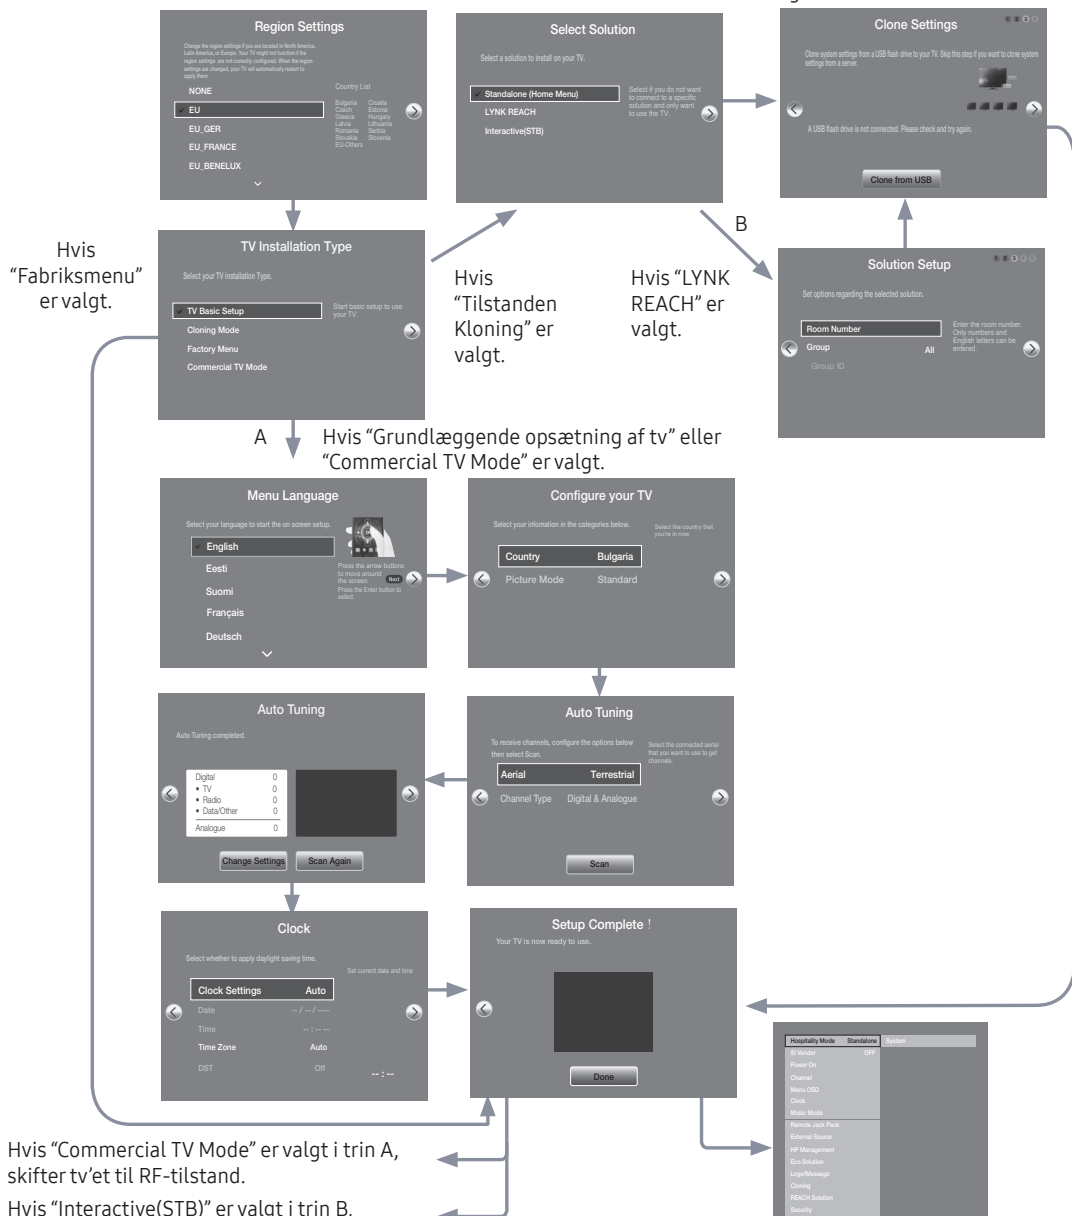 Region Settings
Change the region settings if you are located in North America,
Latin America, or Europe. Your TV might not function if the
region settings are not correctly configured. When the region
settings are changed, your TV will automatically restart to
apply them.
NONE
EU
EU_GER
EU_FRANCE
EU_BENELUX
Country List
Bulgaria Croatia
Czech Estonia
Greece Hungary
Latvia Lithuania
Romania Serbia
Slovakia Slovenia
EU-Others
Select Solution
Select a solution to install on your TV.
Standalone (Home Menu)
LYNK REACH
Interactive(STB)
Select if you do not want
to connect to a specific
solution and only want
to use the TV.
Clone Settings
1 2 3 4
Clone system settings from a USB flash drive to your TV. Skip this step if you want to clone system
settings from a server.
A USB flash drive is not connected. Please check and try again.
Clone from USB
Hvis
“Fabriksmenu”
er valgt.
TV Installation Type
Select your TV installation Type.
TV Basic Setup
Cloning Mode
Factory Menu
Commercial TV Mode
Start basic setup to use
your TV.
Hvis
“Tilstanden
Kloning” er
valgt.
B
Hvis “LYNK
REACH” er
valgt.
Solution Setup
1 2 3 4 5
Set options regarding the selected solution.
Room Number
Group All
Group ID
Enter the room number.
Only numbers and
English letters can be
entered.
A
Hvis “Grundlæggende opsætning af tv” eller
“Commercial TV Mode” er valgt.
Menu Language
Select your language to start the on screen setup.
English
Eesti
Suomi
Français
Deutsch
Press the arrow buttons
to move around
the screen.
Press the Enter button to
select.
Next
Configure your TV
Select your infomation in the categories below.
Country Bulgaria
Picture Mode Standard
Select the country that
you're in now
Auto Tuning
Auto Tuning completed.
Digital 0
• TV 0
• Radio 0
• Data/Other 0
Analogue 0
Change Settings
Scan Again
Auto Tuning
To receive channels, configure the options below
then select Scan.
Aerial Terrestrial
Channel Type Digital & Analogue
Select the connected aerial
that you want to use to get
channels.
Scan
Clock
Select whether to apply daylight saving time.
Clock Settings Auto
Date -- / -- / ----
Time -- : -- --
Time Zone Auto
DST Off
Set current date and time
-- : --
Setup Complete !
Your TV is now ready to use.
Done
Hospitality Mode Standalone System
SI Vendor OFF
Power On
Channel
Menu OSD
Clock
Music Mode
Remote Jack Pack
External Source
HP Management
Eco Solution
Logo/Message
Cloning
REACH Solution
Security
Hvis “Commercial TV Mode” er valgt i trin A,
skifter tv’et til RF-tilstand.
Hvis “Interactive(STB)” er valgt i trin B,